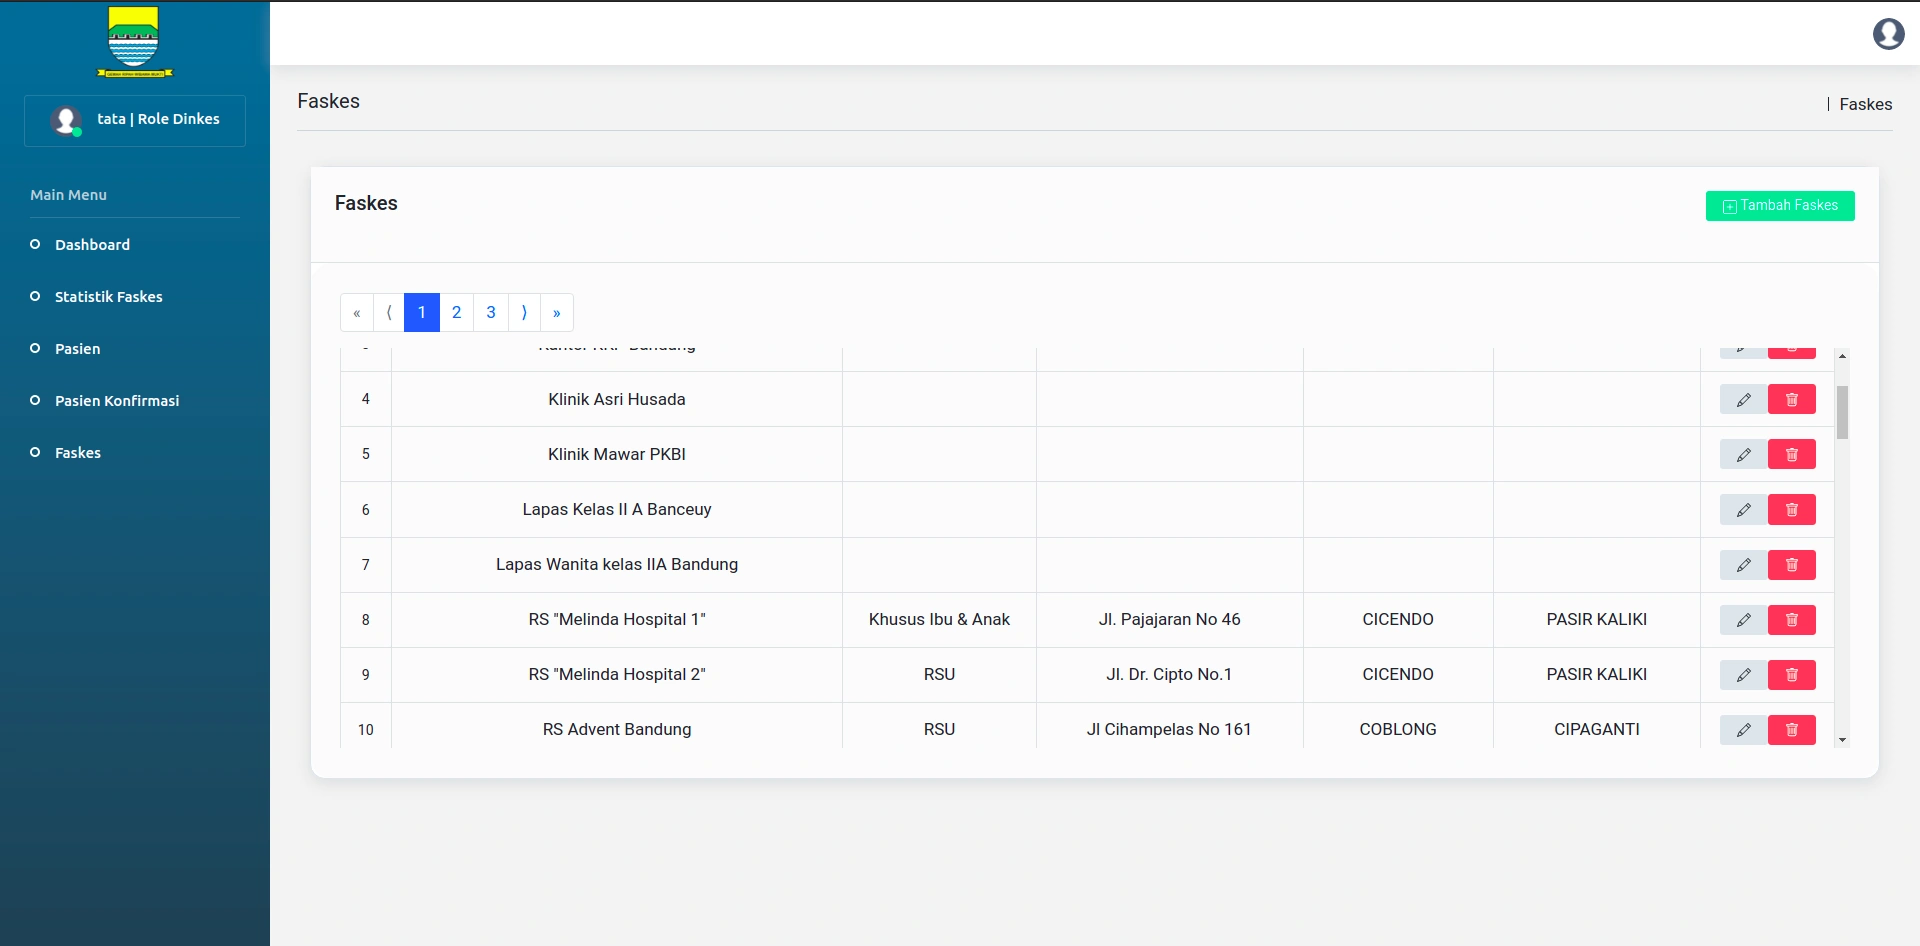 tata | Role Dinkes
Main Menu
Dashboard
Statistik Faskes
Pasien
Pasien Konfirmasi
Faskes
Faskes
| Faskes
Faskes
Tambah Faskes
« ⟨ 1 2 3 ⟩ »
Bandung
4 Klinik Asri Husada
5 Klinik Mawar PKBI
6 Lapas Kelas II A Banceuy
7 Lapas Wanita kelas IIA Bandung
8 RS "Melinda Hospital 1" Khusus Ibu & Anak Jl. Pajajaran No 46 CICENDO PASIR KALIKI
9 RS "Melinda Hospital 2" RSU Jl. Dr. Cipto No.1 CICENDO PASIR KALIKI
10 RS Advent Bandung RSU Jl Cihampelas No 161 COBLONG CIPAGANTI